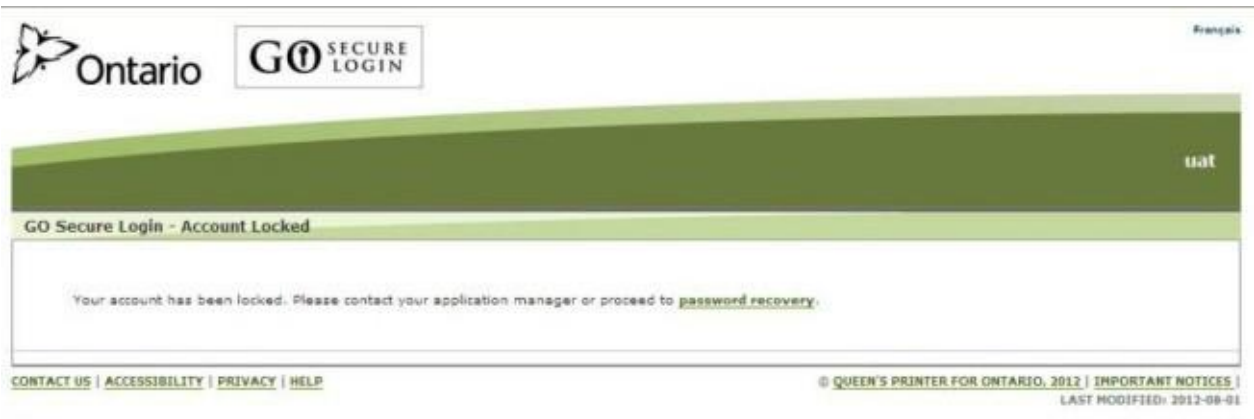 Ontario
GO SECURE LOGIN
Français
uat
GO Secure Login - Account Locked
Your account has been locked. Please contact your application manager or proceed to password recovery.
CONTACT US | ACCESSIBILITY | PRIVACY | HELP
© QUEEN'S PRINTER FOR ONTARIO, 2012 | IMPORTANT NOTICES |
LAST MODIFIED: 2012-08-01